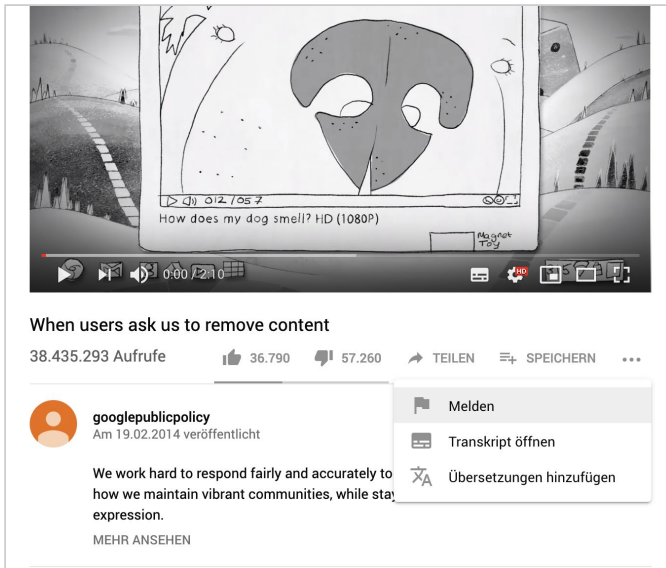 012/057
How does my dog smell? HD (1080P)
Magnet
Toy
0:00 / 2:10
HD
When users ask us to remove content
38.435.293 Aufrufe
36.790
57.260
TEILEN
SPEICHERN
Melden
Transkript öffnen
Übersetzungen hinzufügen
googlepublicpolicy
Am 19.02.2014 veröffentlicht
We work hard to respond fairly and accurately to
how we maintain vibrant communities, while stay
expression.
MEHR ANSEHEN